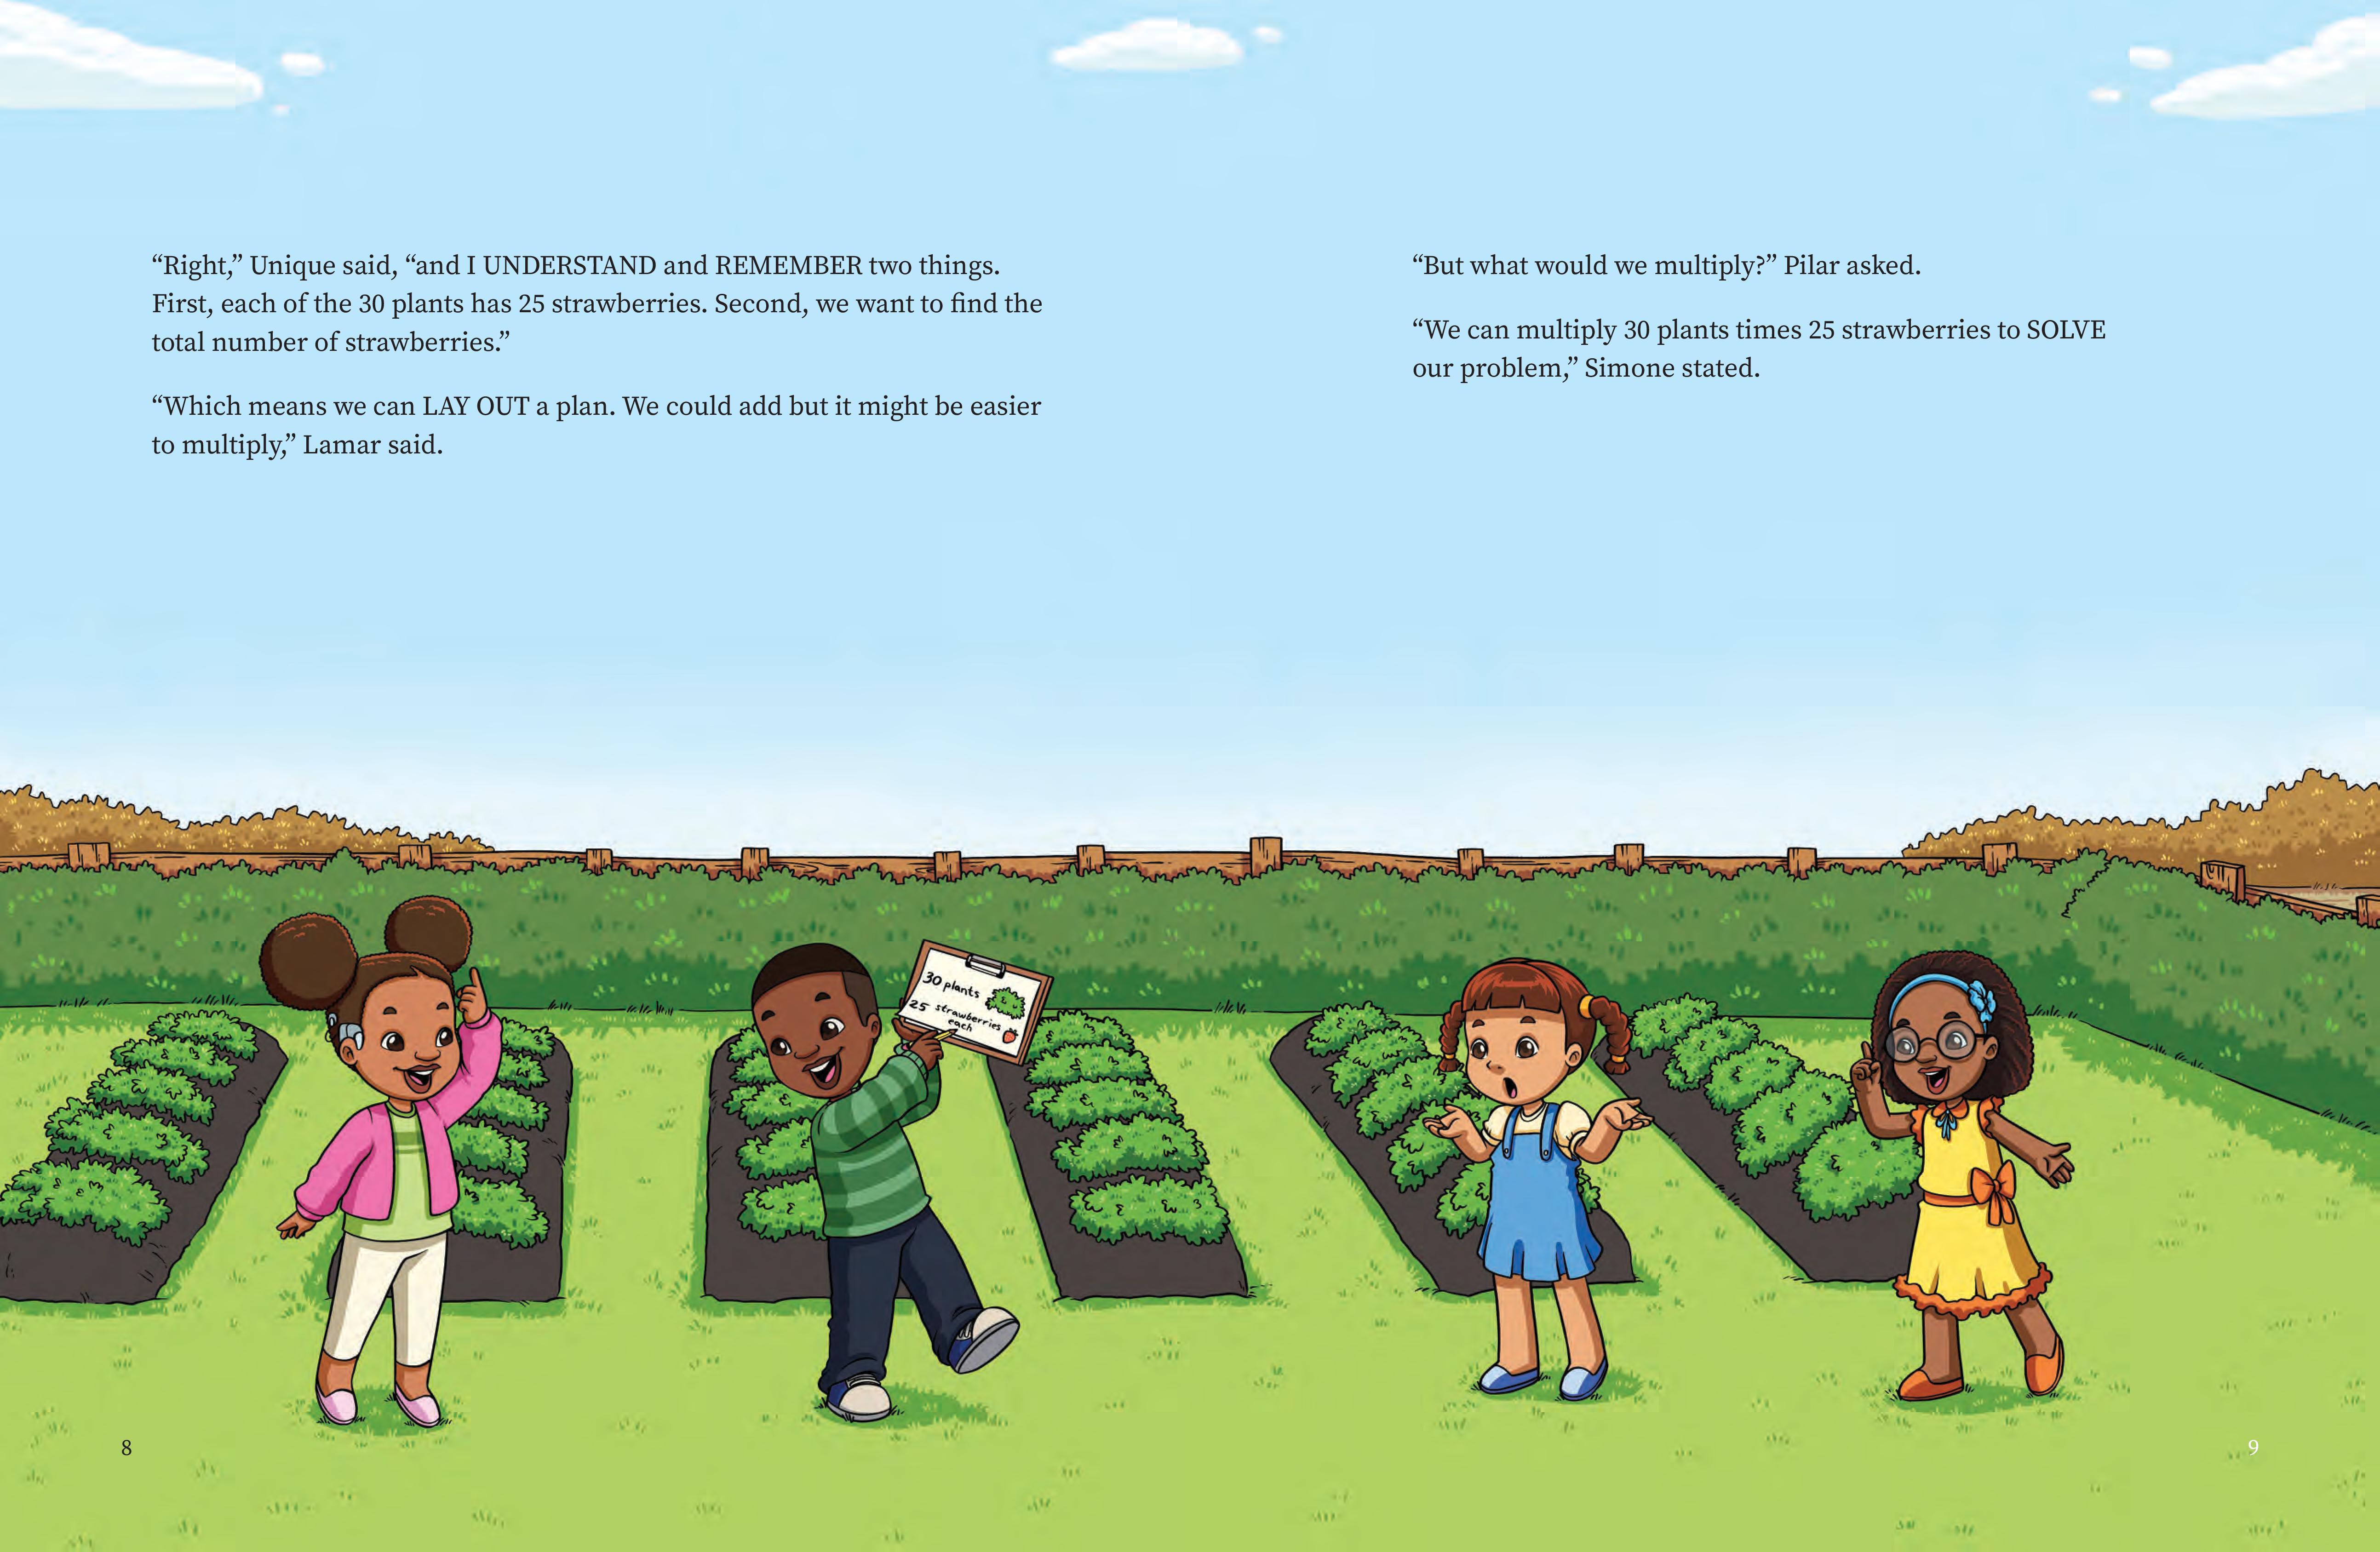 “Right,” Unique said, “and I UNDERSTAND and REMEMBER two things.
First, each of the 30 plants has 25 strawberries. Second, we want to find the
total number of strawberries.”
“Which means we can LAY OUT a plan. We could add but it might be easier
to multiply,” Lamar said.
“But what would we multiply?” Pilar asked.
“We can multiply 30 plants times 25 strawberries to SOLVE
our problem,” Simone stated.
30 plants
25 strawberries
each
8
9